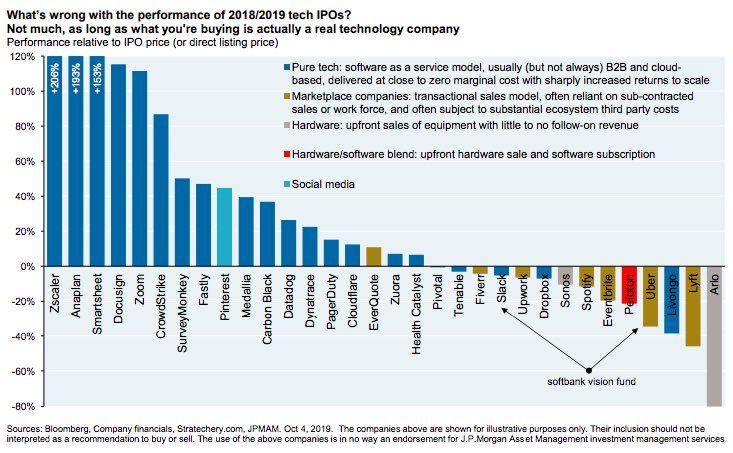 What's wrong with the performance of 2018/2019 tech IPOs?
Not much, as long as what you're buying is actually a real technology company
Performance relative to IPO price (or direct listing price)
120%
100%
80%
60%
40%
20%
0%
-20%
-40%
-60%
-80%
+206%
+193%
+153%
Pure tech: software as a service model, usually (but not always) B2B and cloud-
based, delivered at close to zero marginal cost with sharply increased returns to scale
Marketplace companies: transactional sales model, often reliant on sub-contracted
sales or work force, and often subject to substantial ecosystem third party costs
Hardware: upfront sales of equipment with little to no follow-on revenue
Hardware/software blend: upfront hardware sale and software subscription
Social media
Zscaler
Anaplan
Smartsheet
Docusign
Zoom
CrowdStrike
SurveyMonkey
Fastly
Pinterest
Medallia
Carbon Black
Datadog
Dynatrace
PagerDuty
Cloudflare
EverQuote
Zuora
Health Catalyst
Pivotal
Tenable
Fiverr
Slack
Upwork
Dropbox
Sonos
Spotify
Eventbrite
Peloton
Uber
Livongo
Lyft
Arlo
softbank vision fund
Sources: Bloomberg, Company financials, Stratechery.com, JPMAM. Oct 4, 2019. The companies above are shown for illustrative purposes only. Their inclusion should not be
interpreted as a recommendation to buy or sell. The use of the above companies is in no way an endorsement for J.P.Morgan Asset Management investment management services.